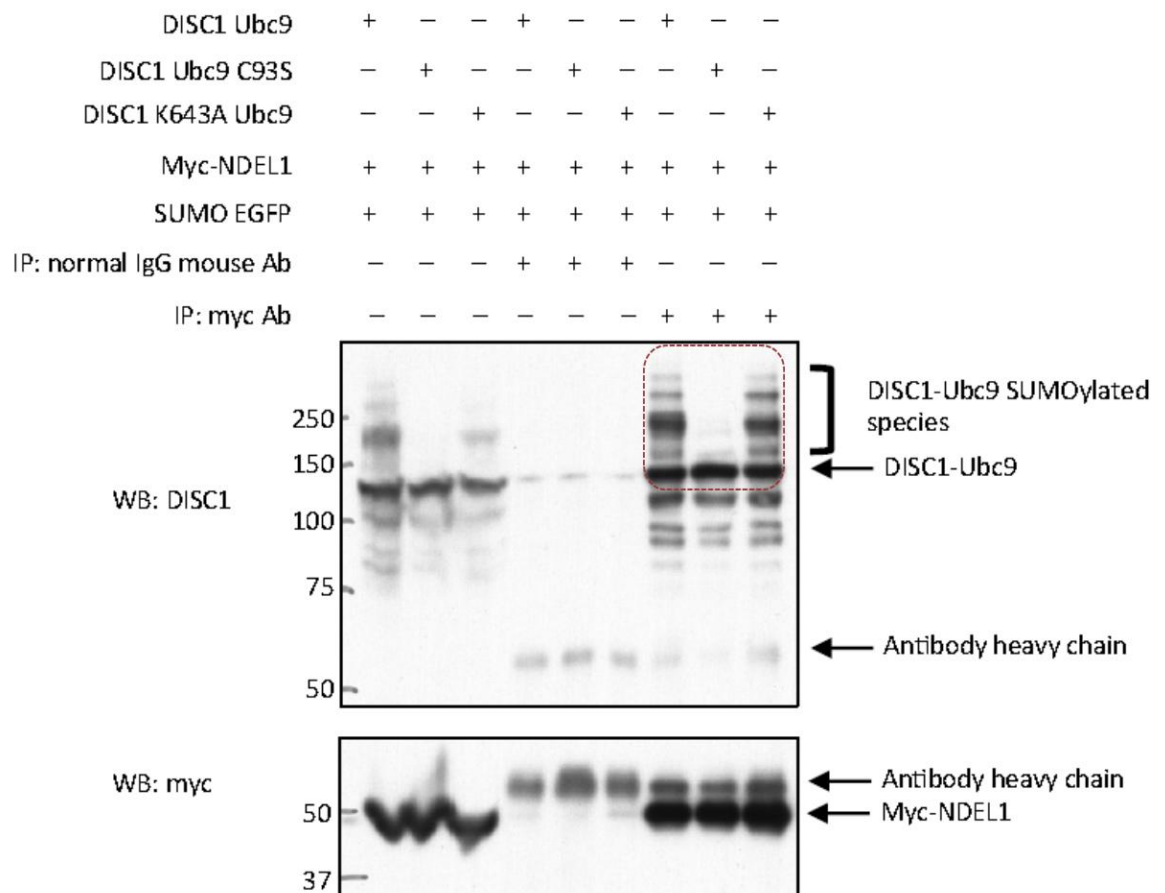 DISC1 Ubc9 + − − + − − + − −
DISC1 Ubc9 C93S − + − − + − − + −
DISC1 K643A Ubc9 − − + − − + − − +
Myc-NDEL1 + + + + + + + + +
SUMO EGFP + + + + + + + + +
IP: normal IgG mouse Ab − − − + + + − − −
IP: myc Ab − − − − − − + + +
DISC1-Ubc9 SUMOylated
species
250
150
DISC1-Ubc9
WB: DISC1
100
75
Antibody heavy chain
50
WB: myc
Antibody heavy chain
50
Myc-NDEL1
37